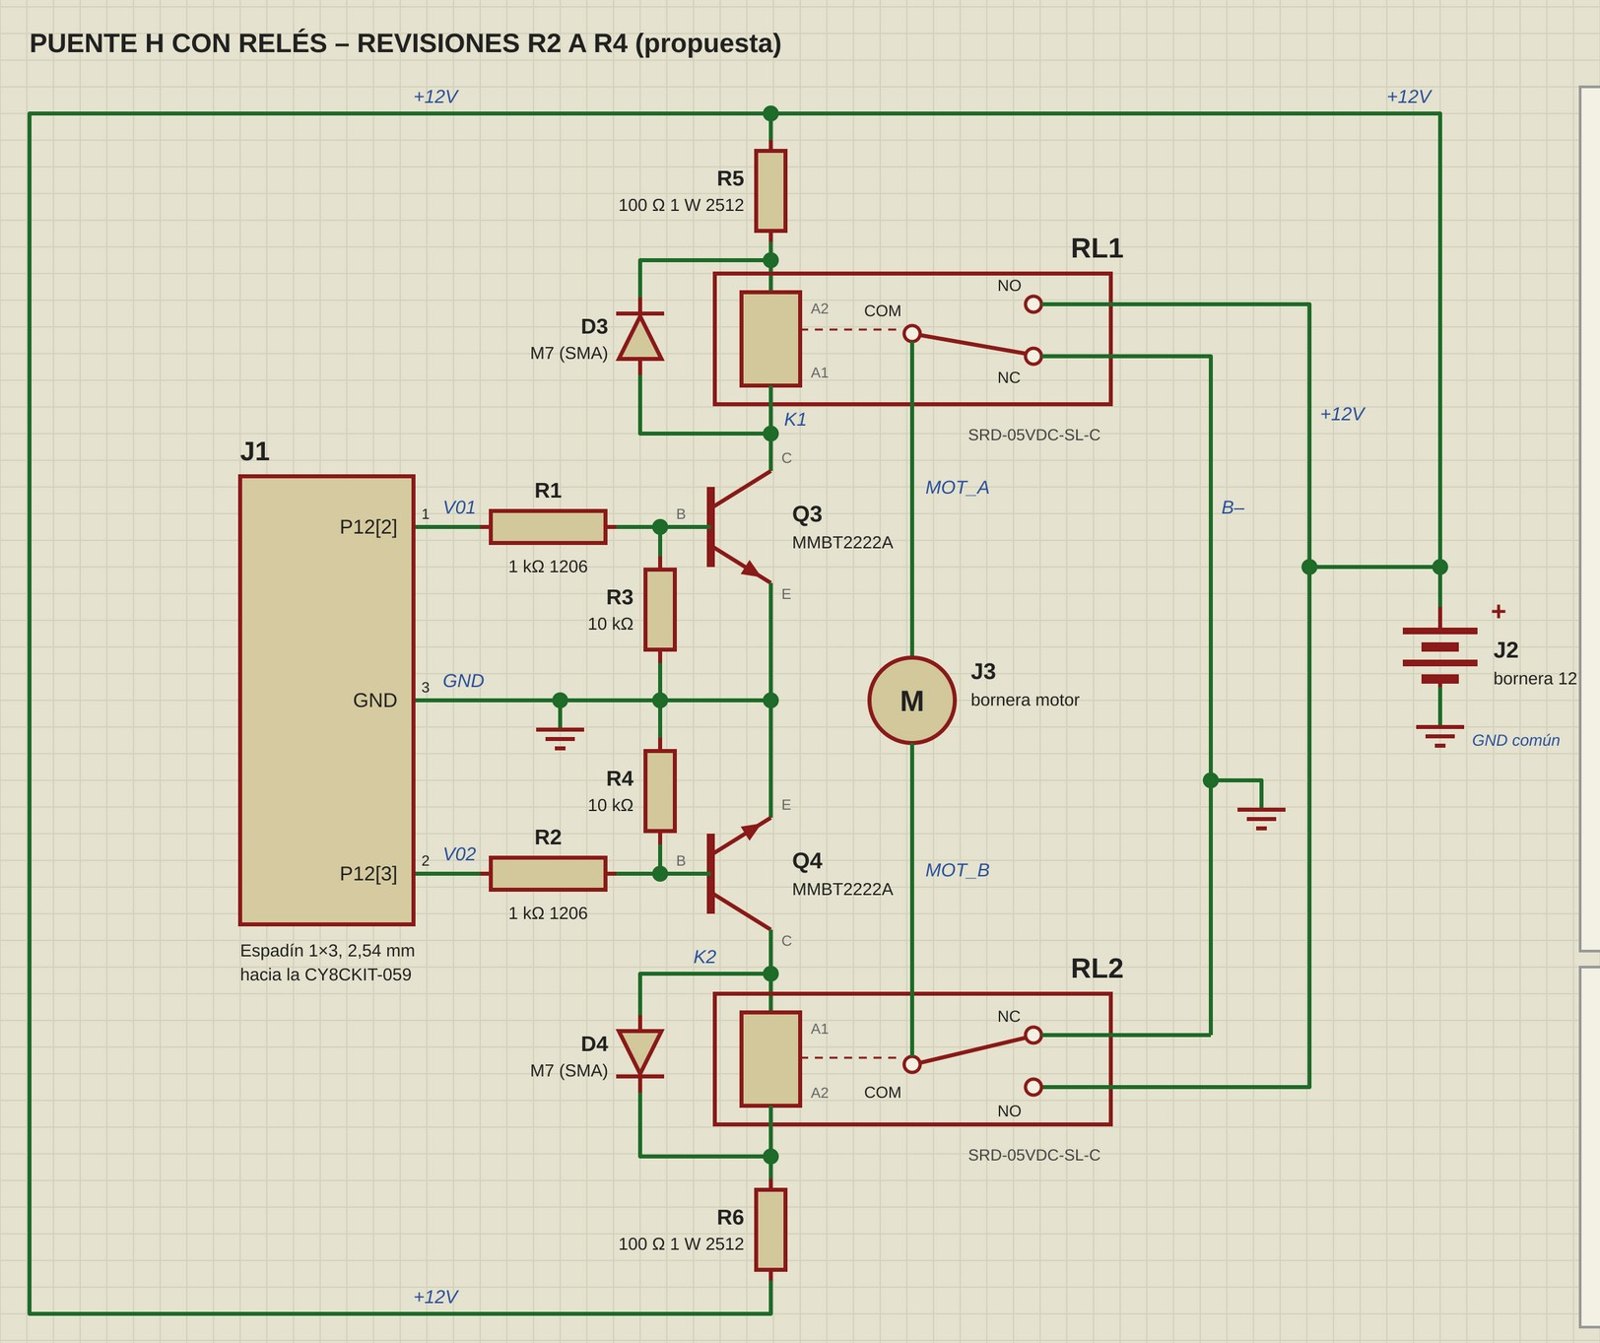 PUENTE H CON RELÉS – REVISIONES R2 A R4 (propuesta)
+12V
+12V
R5
100 Ω 1 W 2512
RL1
NO
A2
COM
D3
M7 (SMA)
A1
NC
K1
+12V
SRD-05VDC-SL-C
J1
C
MOT_A
R1
P12[2]
1
V01
B
Q3
MMBT2222A
B–
1 kΩ 1206
E
R3
10 kΩ
+
J2
bornera 12
J3
bornera motor
M
GND
3
GND
GND común
R4
10 kΩ
E
R2
P12[3]
2
V02
B
Q4
MMBT2222A
MOT_B
1 kΩ 1206
C
Espadín 1×3, 2,54 mm
hacia la CY8CKIT-059
K2
RL2
NC
A1
D4
M7 (SMA)
A2
COM
NO
SRD-05VDC-SL-C
R6
100 Ω 1 W 2512
+12V